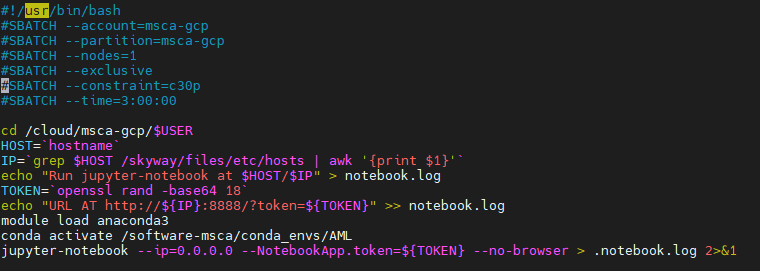 #!/usr/bin/bash
#SBATCH --account=msca-gcp
#SBATCH --partition=msca-gcp
#SBATCH --nodes=1
#SBATCH --exclusive
#SBATCH --constraint=c30p
#SBATCH --time=3:00:00

cd /cloud/msca-gcp/$USER
HOST=`hostname`
IP=`grep $HOST /skyway/files/etc/hosts | awk '{print $1}'`
echo "Run jupyter-notebook at $HOST/$IP" > notebook.log
TOKEN=`openssl rand -base64 18`
echo "URL AT http://${IP}:8888/?token=${TOKEN}" >> notebook.log
module load anaconda3
conda activate /software-msca/conda_envs/AML
jupyter-notebook --ip=0.0.0.0 --NotebookApp.token=${TOKEN} --no-browser > .notebook.log 2>&1